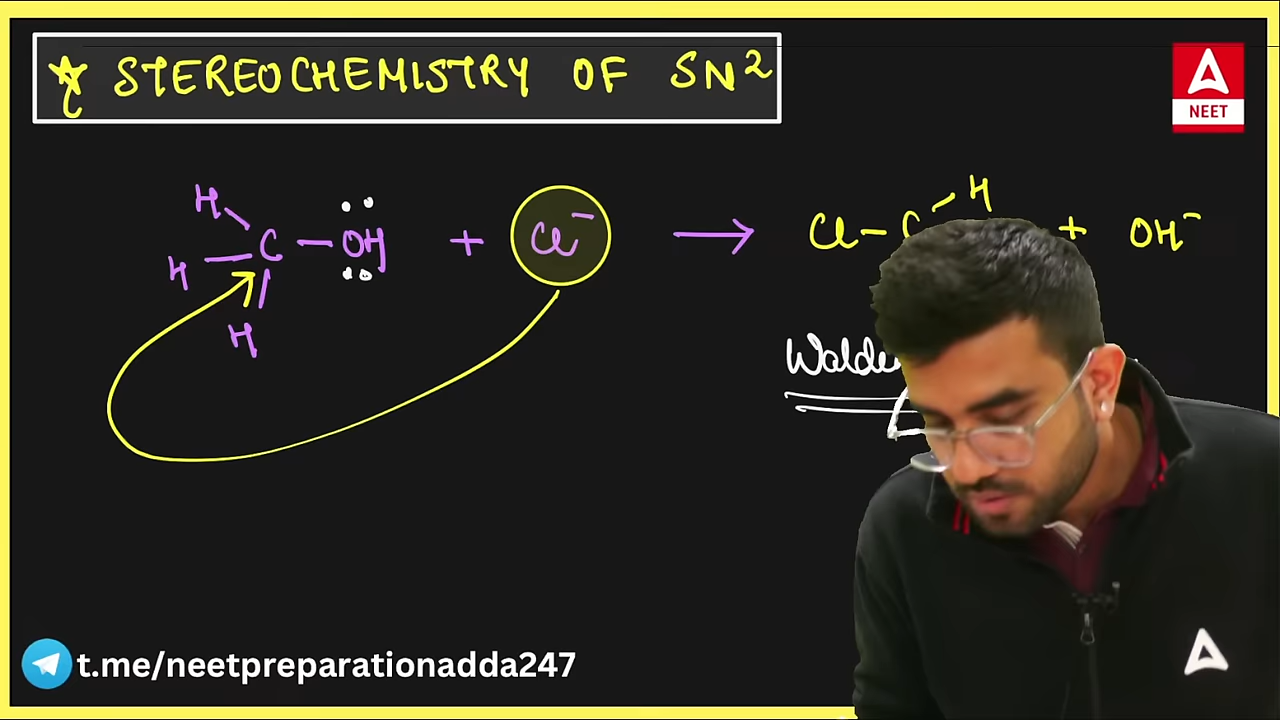 STEREOCHEMISTRY OF SN2
NEET
H
C — OH + Cl⁻ → Cl — C — H + OH⁻
H
H
t.me/neetpreparationadda247